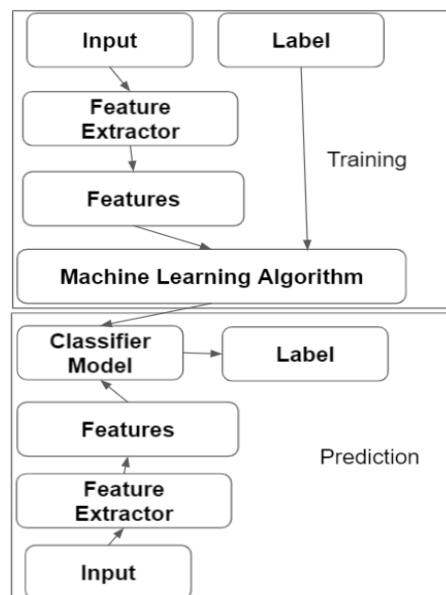 Input
Label
Feature
Extractor
Training
Features
Machine Learning Algorithm
Classifier
Model
Label
Features
Prediction
Feature
Extractor
Input